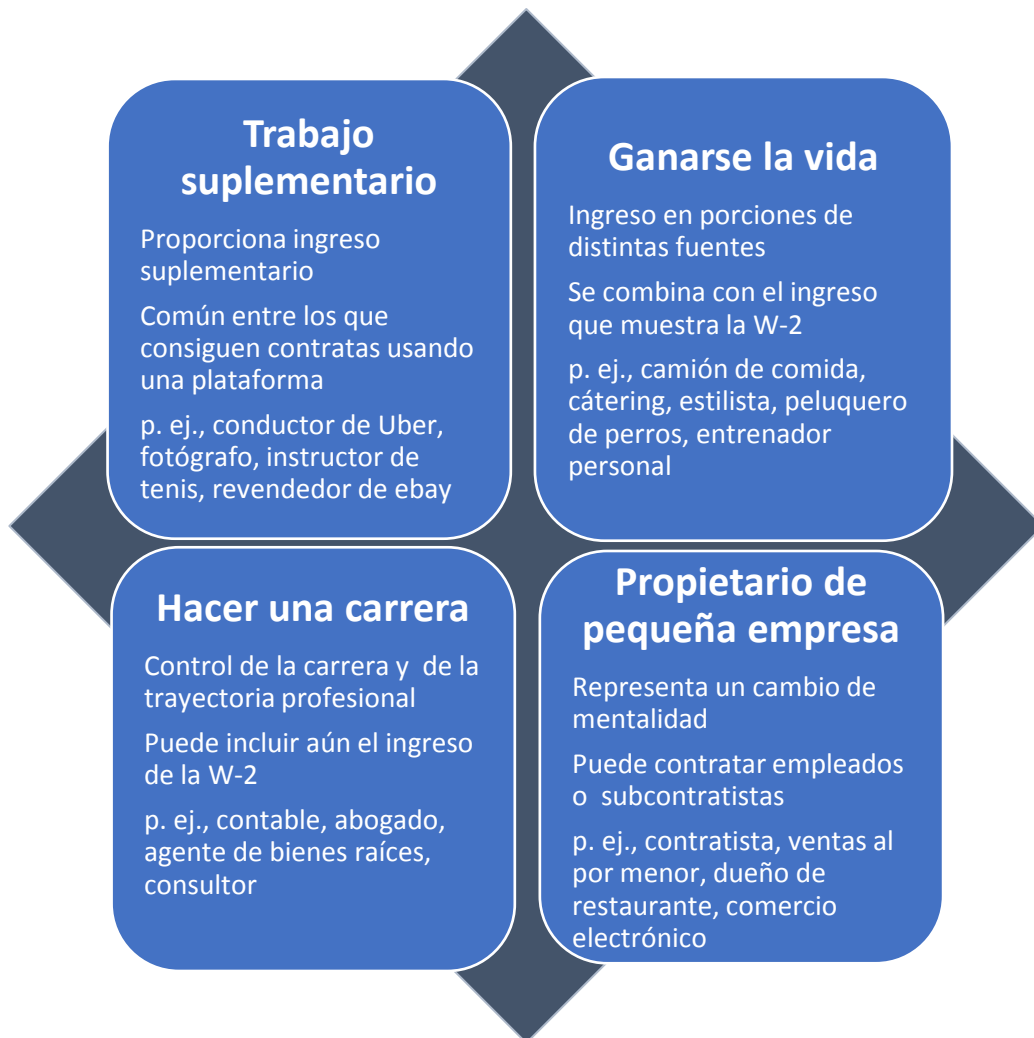 Trabajo
suplementario
Proporciona ingreso
suplementario
Común entre los que
consiguen contratas usando
una plataforma
p. ej., conductor de Uber,
fotógrafo, instructor de
tenis, revendedor de ebay
Ganarse la vida
Ingreso en porciones de
distintas fuentes
Se combina con el ingreso
que muestra la W-2
p. ej., camión de comida,
cátering, estilista, peluquero
de perros, entrenador
personal
Hacer una carrera
Control de la carrera y  de la
trayectoria profesional
Puede incluir aún el ingreso
de la W-2
p. ej., contable, abogado,
agente de bienes raíces,
consultor
Propietario de
pequeña empresa
Representa un cambio de
mentalidad
Puede contratar empleados
o  subcontratistas
p. ej., contratista, ventas al
por menor, dueño de
restaurante, comercio
electrónico